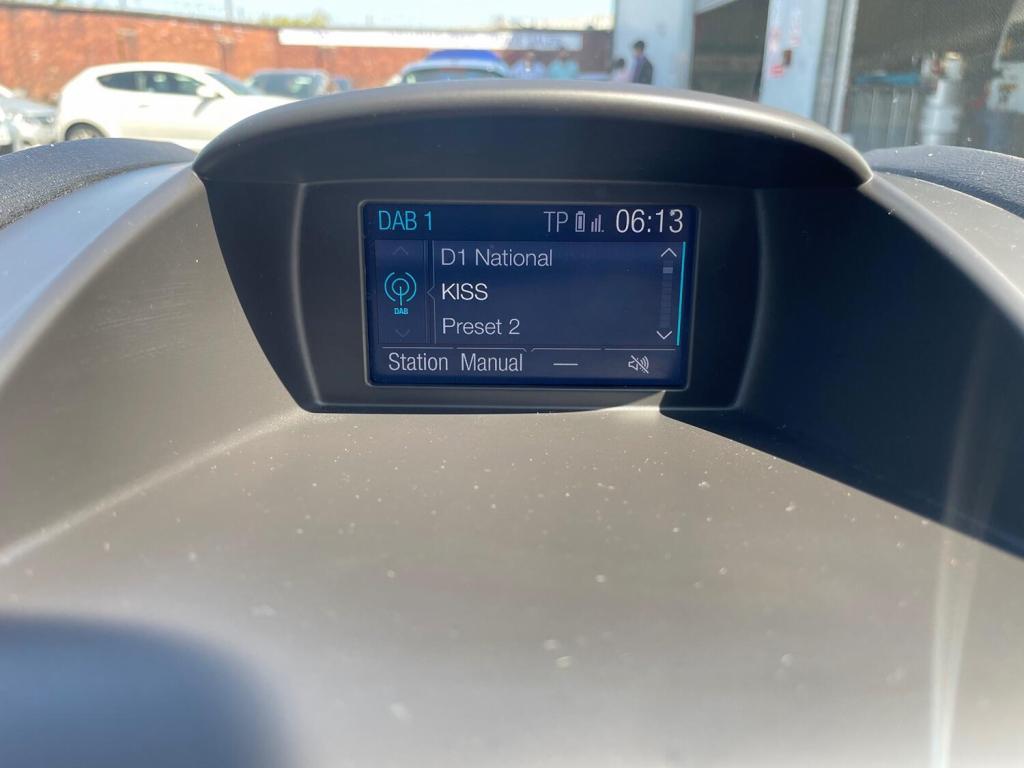 DAB 1 TP 06:13
D1 National
DAB
KISS
Preset 2
Station Manual